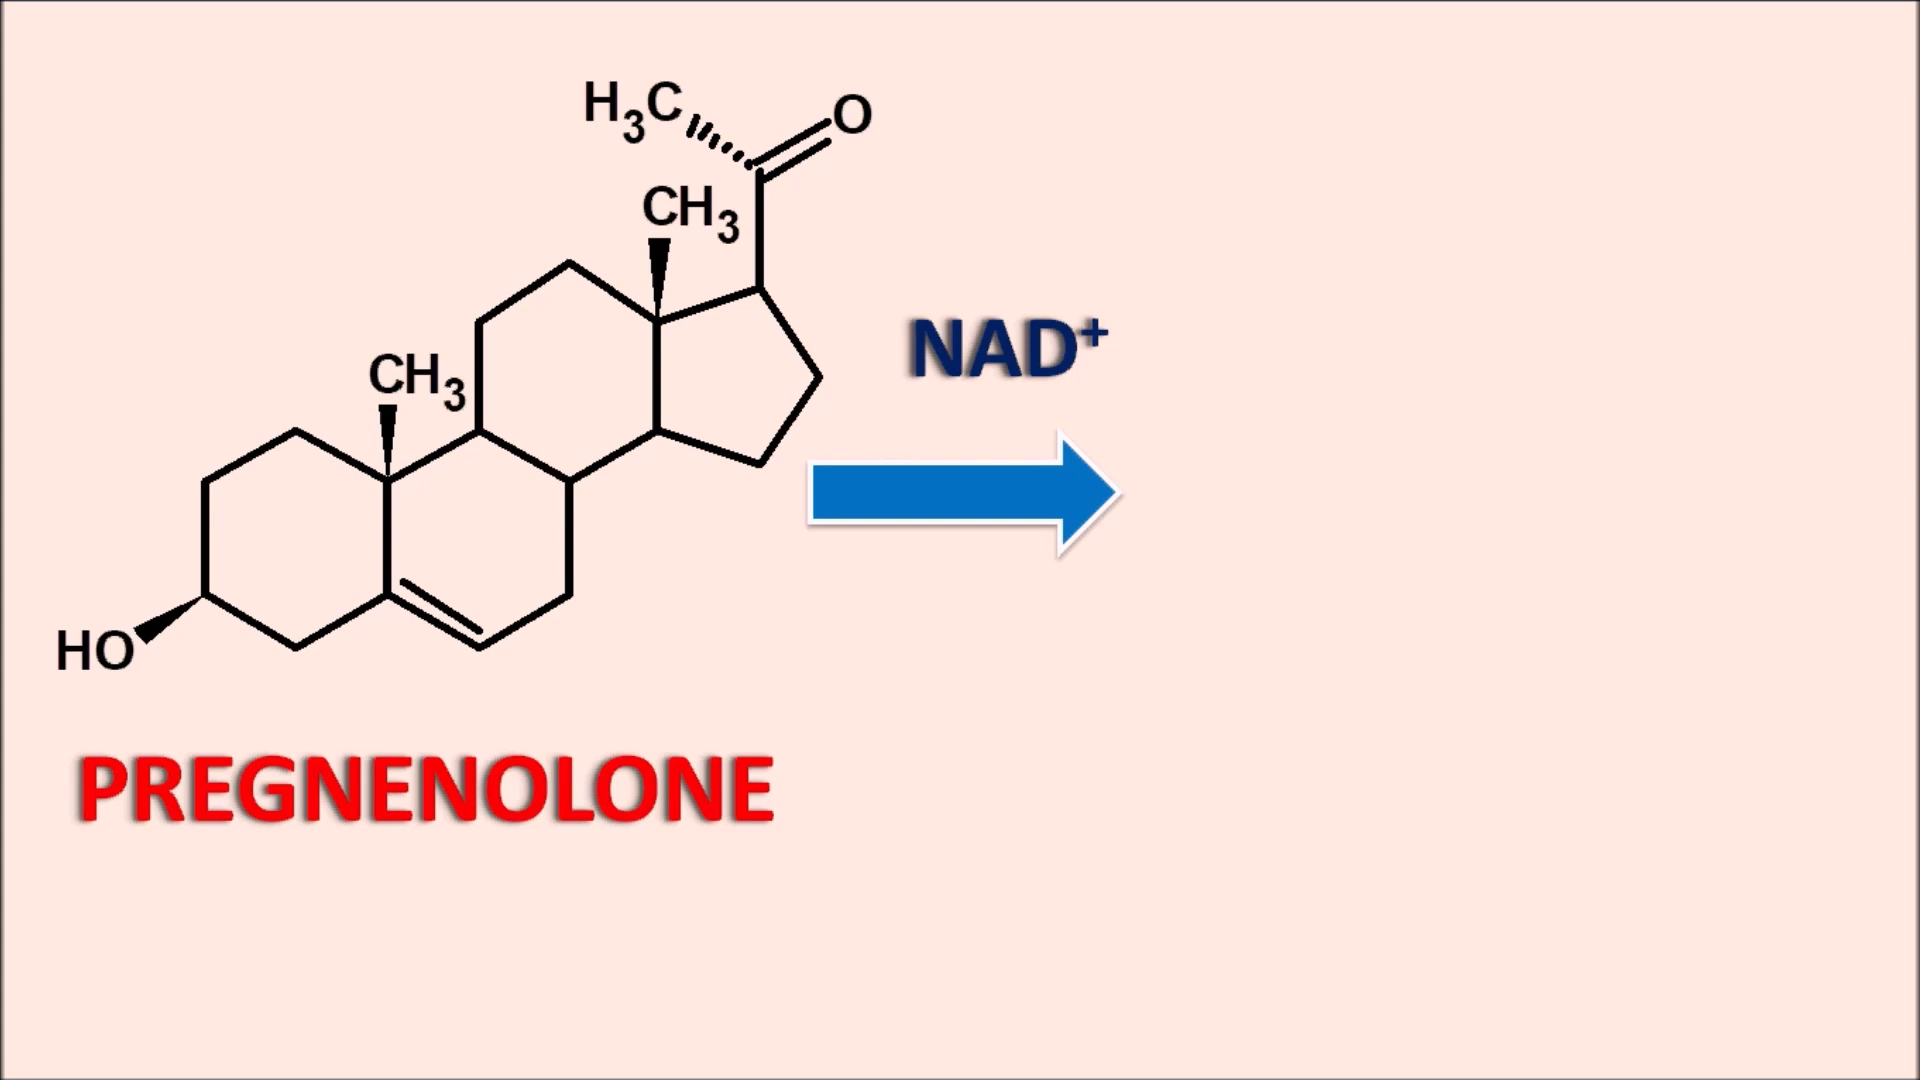 H₃C
O
CH₃
NAD⁺
CH₃
HO
PREGNENOLONE